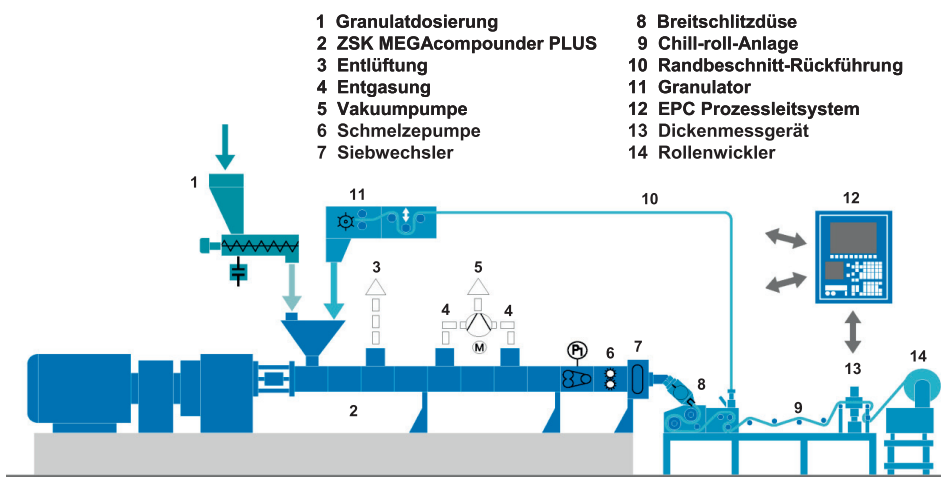 1 Granulatdosierung
2 ZSK MEGAcompounder PLUS
3 Entlüftung
4 Entgasung
5 Vakuumpumpe
6 Schmelzepumpe
7 Siebwechsler
8 Breitschlitzdüse
9 Chill-roll-Anlage
10 Randbeschnitt-Rückführung
11 Granulator
12 EPC Prozessleitsystem
13 Dickenmessgerät
14 Rollenwickler
1
11
10
12
3
5
4
4
M
PI
6
7
8
2
9
13
14